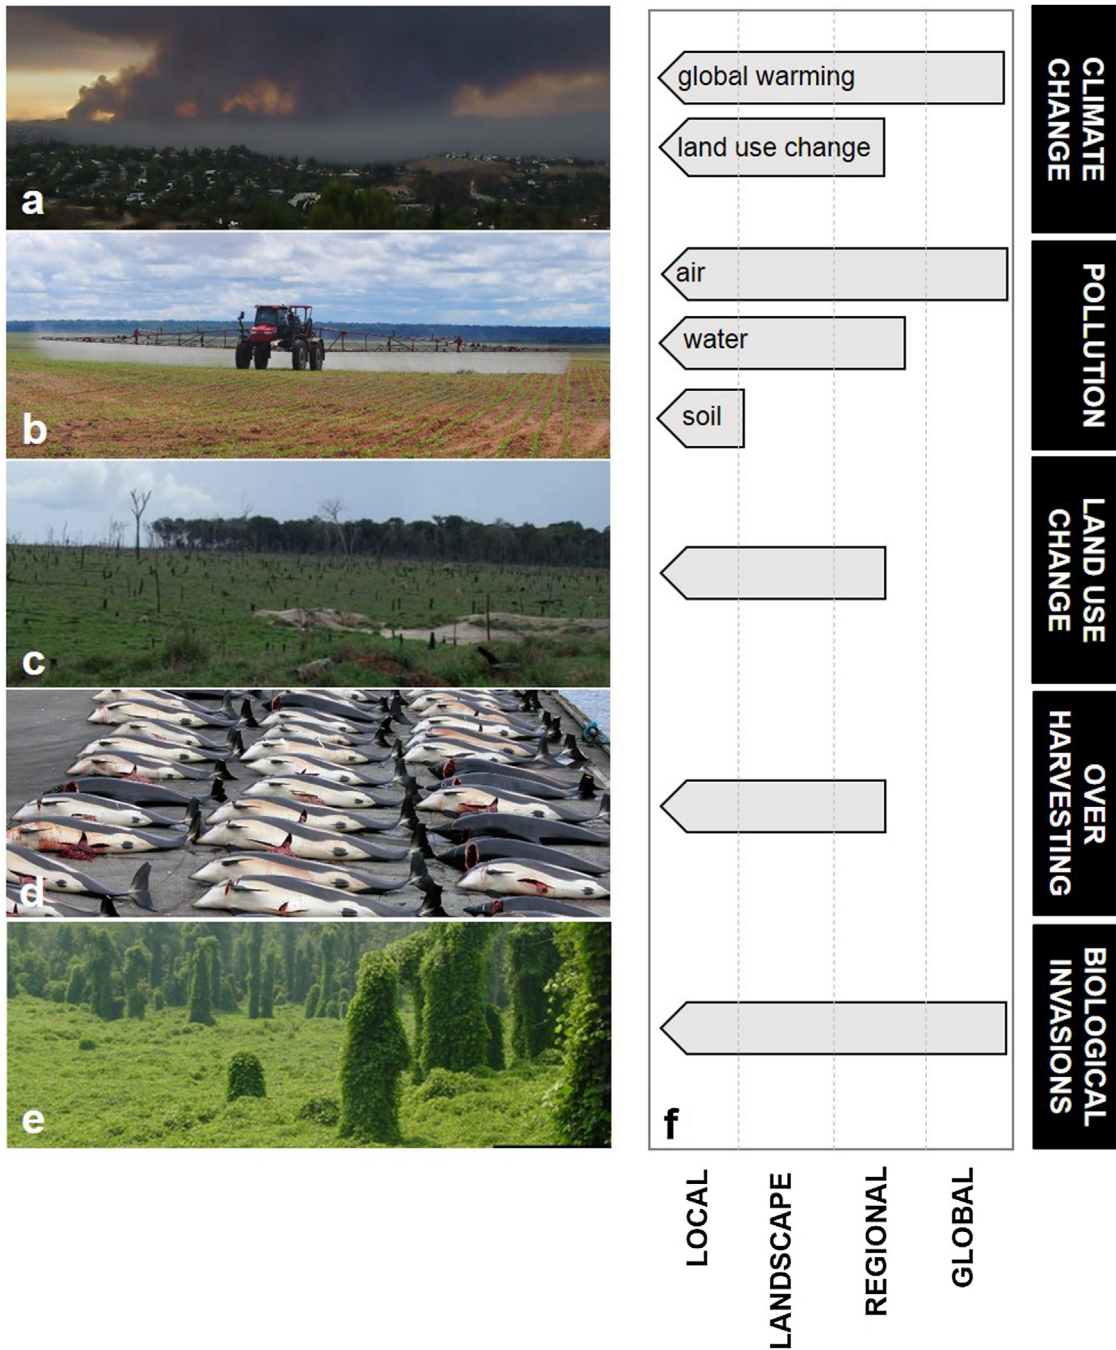 a
b
c
d
e
f
global warming
land use change
air
water
soil
CLIMATE
CHANGE
POLLUTION
LAND USE
CHANGE
OVER
HARVESTING
BIOLOGICAL
INVASIONS
LOCAL
LANDSCAPE
REGIONAL
GLOBAL